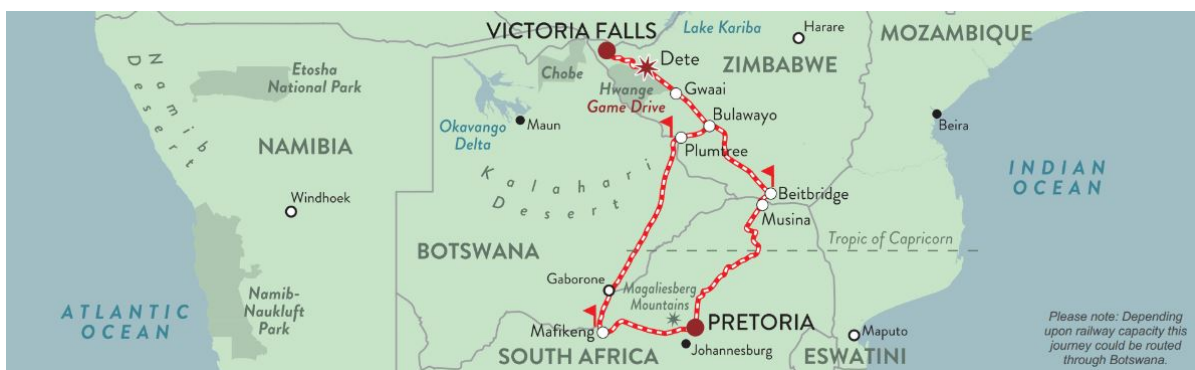 MOZAMBIQUE
VICTORIA FALLS
Lake Kariba
Harare
Dete
ZIMBABWE
Namib
Desert
Etosha
National Park
Chobe
Hwange
Game Drive
Gwaai
Bulawayo
Okavango
Delta
Maun
Beira
NAMIBIA
Plumtree
INDIAN
OCEAN
Kalahari
Desert
Windhoek
Beitbridge
Musina
BOTSWANA
Tropic of Capricorn
Gaborone
Magaliesberg
Mountains
Namib-
Naukluft
Park
ATLANTIC
OCEAN
Mafikeng
PRETORIA
Maputo
Johannesburg
SOUTH AFRICA
ESWATINI
Please note: Depending
upon railway capacity this
journey could be routed
through Botswana.